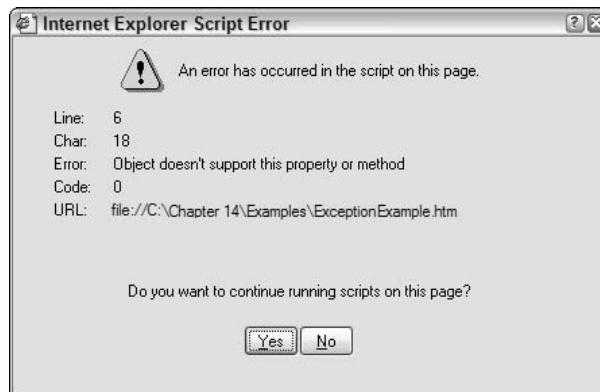 Internet Explorer Script Error
An error has occurred in the script on this page.
Line: 6
Char: 18
Error: Object doesn't support this property or method
Code: 0
URL: file://C:\Chapter 14\Examples\ExceptionExample.htm
Do you want to continue running scripts on this page?
Yes No